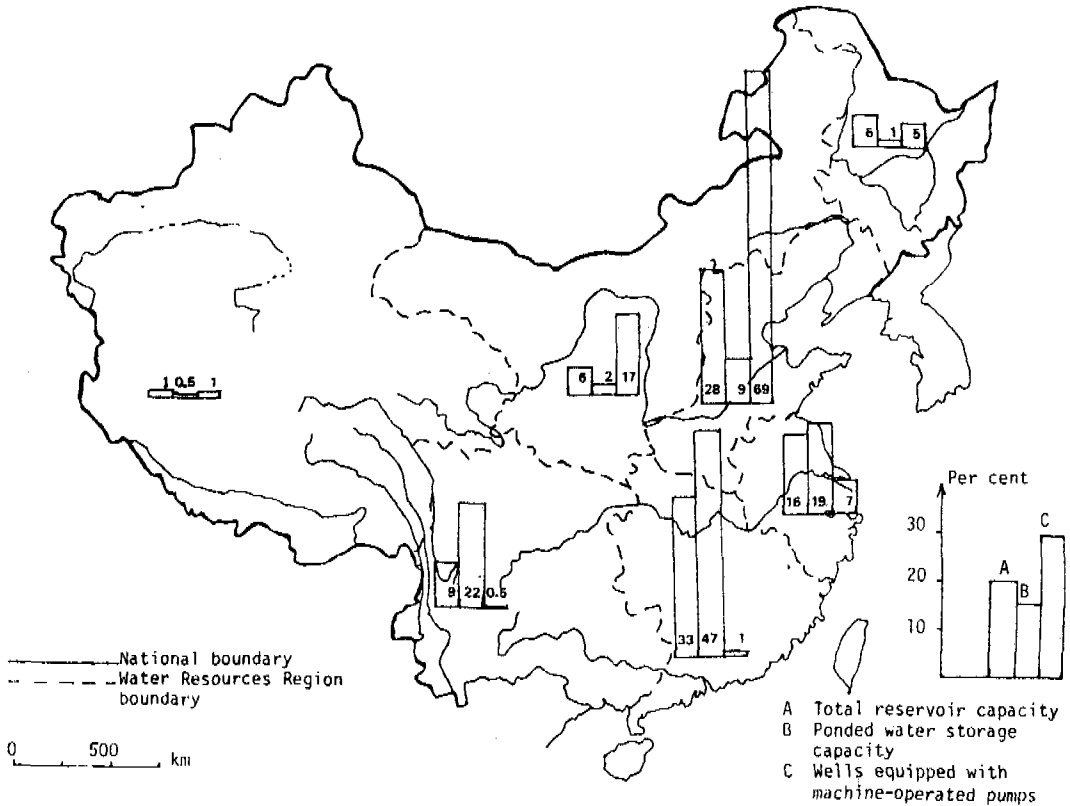 6 1 5
28 9 69
6 2 17
1 0.5 1
16 19 7
9 22 0.5
33 47 1
Per cent
30
20
10
A
B
C
National boundary
Water Resources Region
boundary
0 500 km
A Total reservoir capacity
B Ponded water storage
capacity
C Wells equipped with
machine-operated pumps